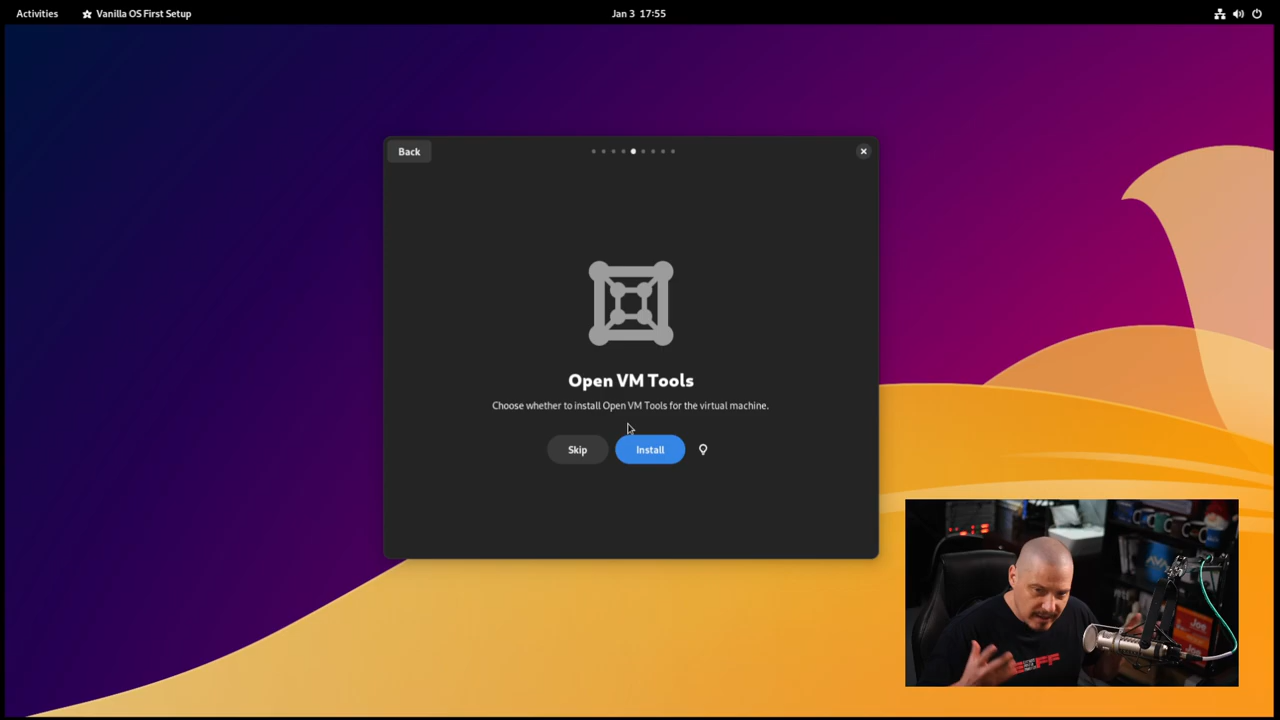 Activities
Vanilla OS First Setup
Jan 3 17:55
Back
Open VM Tools
Choose whether to install Open VM Tools for the virtual machine.
Skip
Install